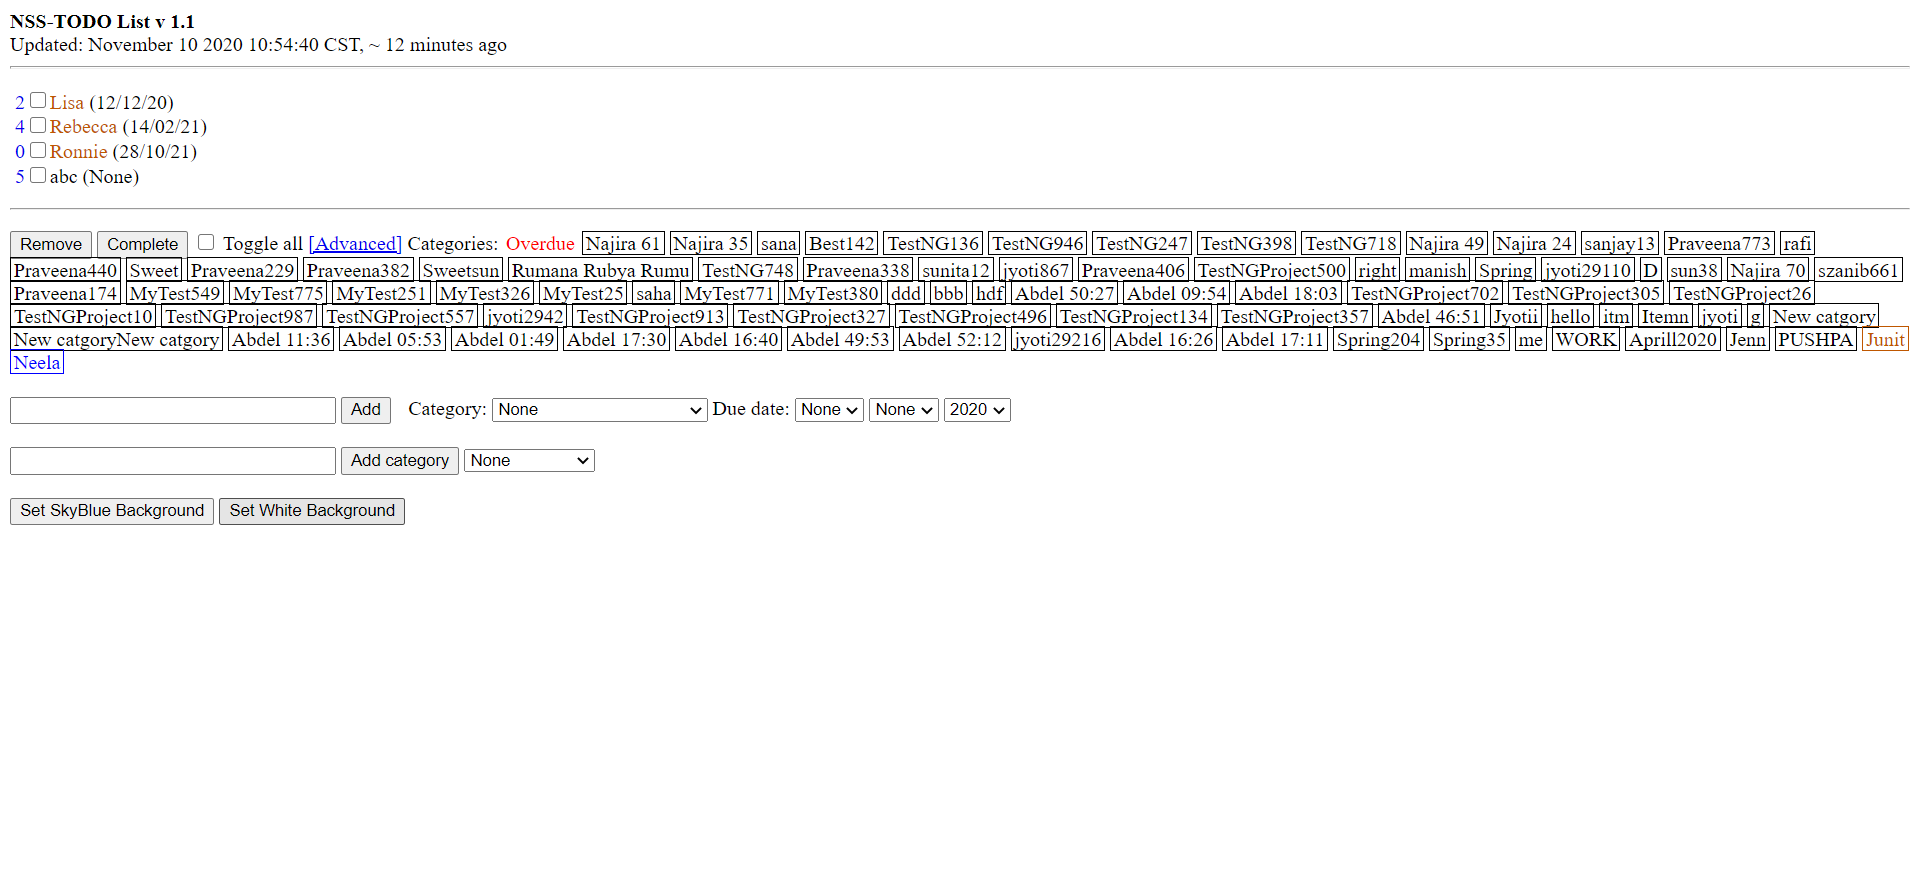 NSS-TODO List v 1.1
Updated: November 10 2020 10:54:40 CST, ~ 12 minutes ago
2 Lisa (12/12/20)
4 Rebecca (14/02/21)
0 Ronnie (28/10/21)
5 abc (None)
Remove Complete Toggle all [Advanced] Categories: Overdue Najira 61 Najira 35 sana Best142 TestNG136 TestNG946 TestNG247 TestNG398 TestNG718 Najira 49 Najira 24 sanjay13 Praveena773 rafi
Praveena440 Sweet Praveena229 Praveena382 Sweetsun Rumana Rubya Rumu TestNG748 Praveena338 sunita12 jyoti867 Praveena406 TestNGProject500 right manish Spring jyoti29110 D sun38 Najira 70 szanib661
Praveena174 MyTest549 MyTest775 MyTest251 MyTest326 MyTest25 saha MyTest771 MyTest380 ddd bbb hdf Abdel 50:27 Abdel 09:54 Abdel 18:03 TestNGProject702 TestNGProject305 TestNGProject26
TestNGProject10 TestNGProject987 TestNGProject557 jyoti2942 TestNGProject913 TestNGProject327 TestNGProject496 TestNGProject134 TestNGProject357 Abdel 46:51 Jyotii hello itm Itemn jyoti g New catgory
New catgoryNew catgory Abdel 11:36 Abdel 05:53 Abdel 01:49 Abdel 17:30 Abdel 16:40 Abdel 49:53 Abdel 52:12 jyoti29216 Abdel 16:26 Abdel 17:11 Spring204 Spring35 me WORK Aprill2020 Jenn PUSHPA Junit
Neela
Add Category: None Due date: None None 2020
Add category None
Set SkyBlue Background Set White Background